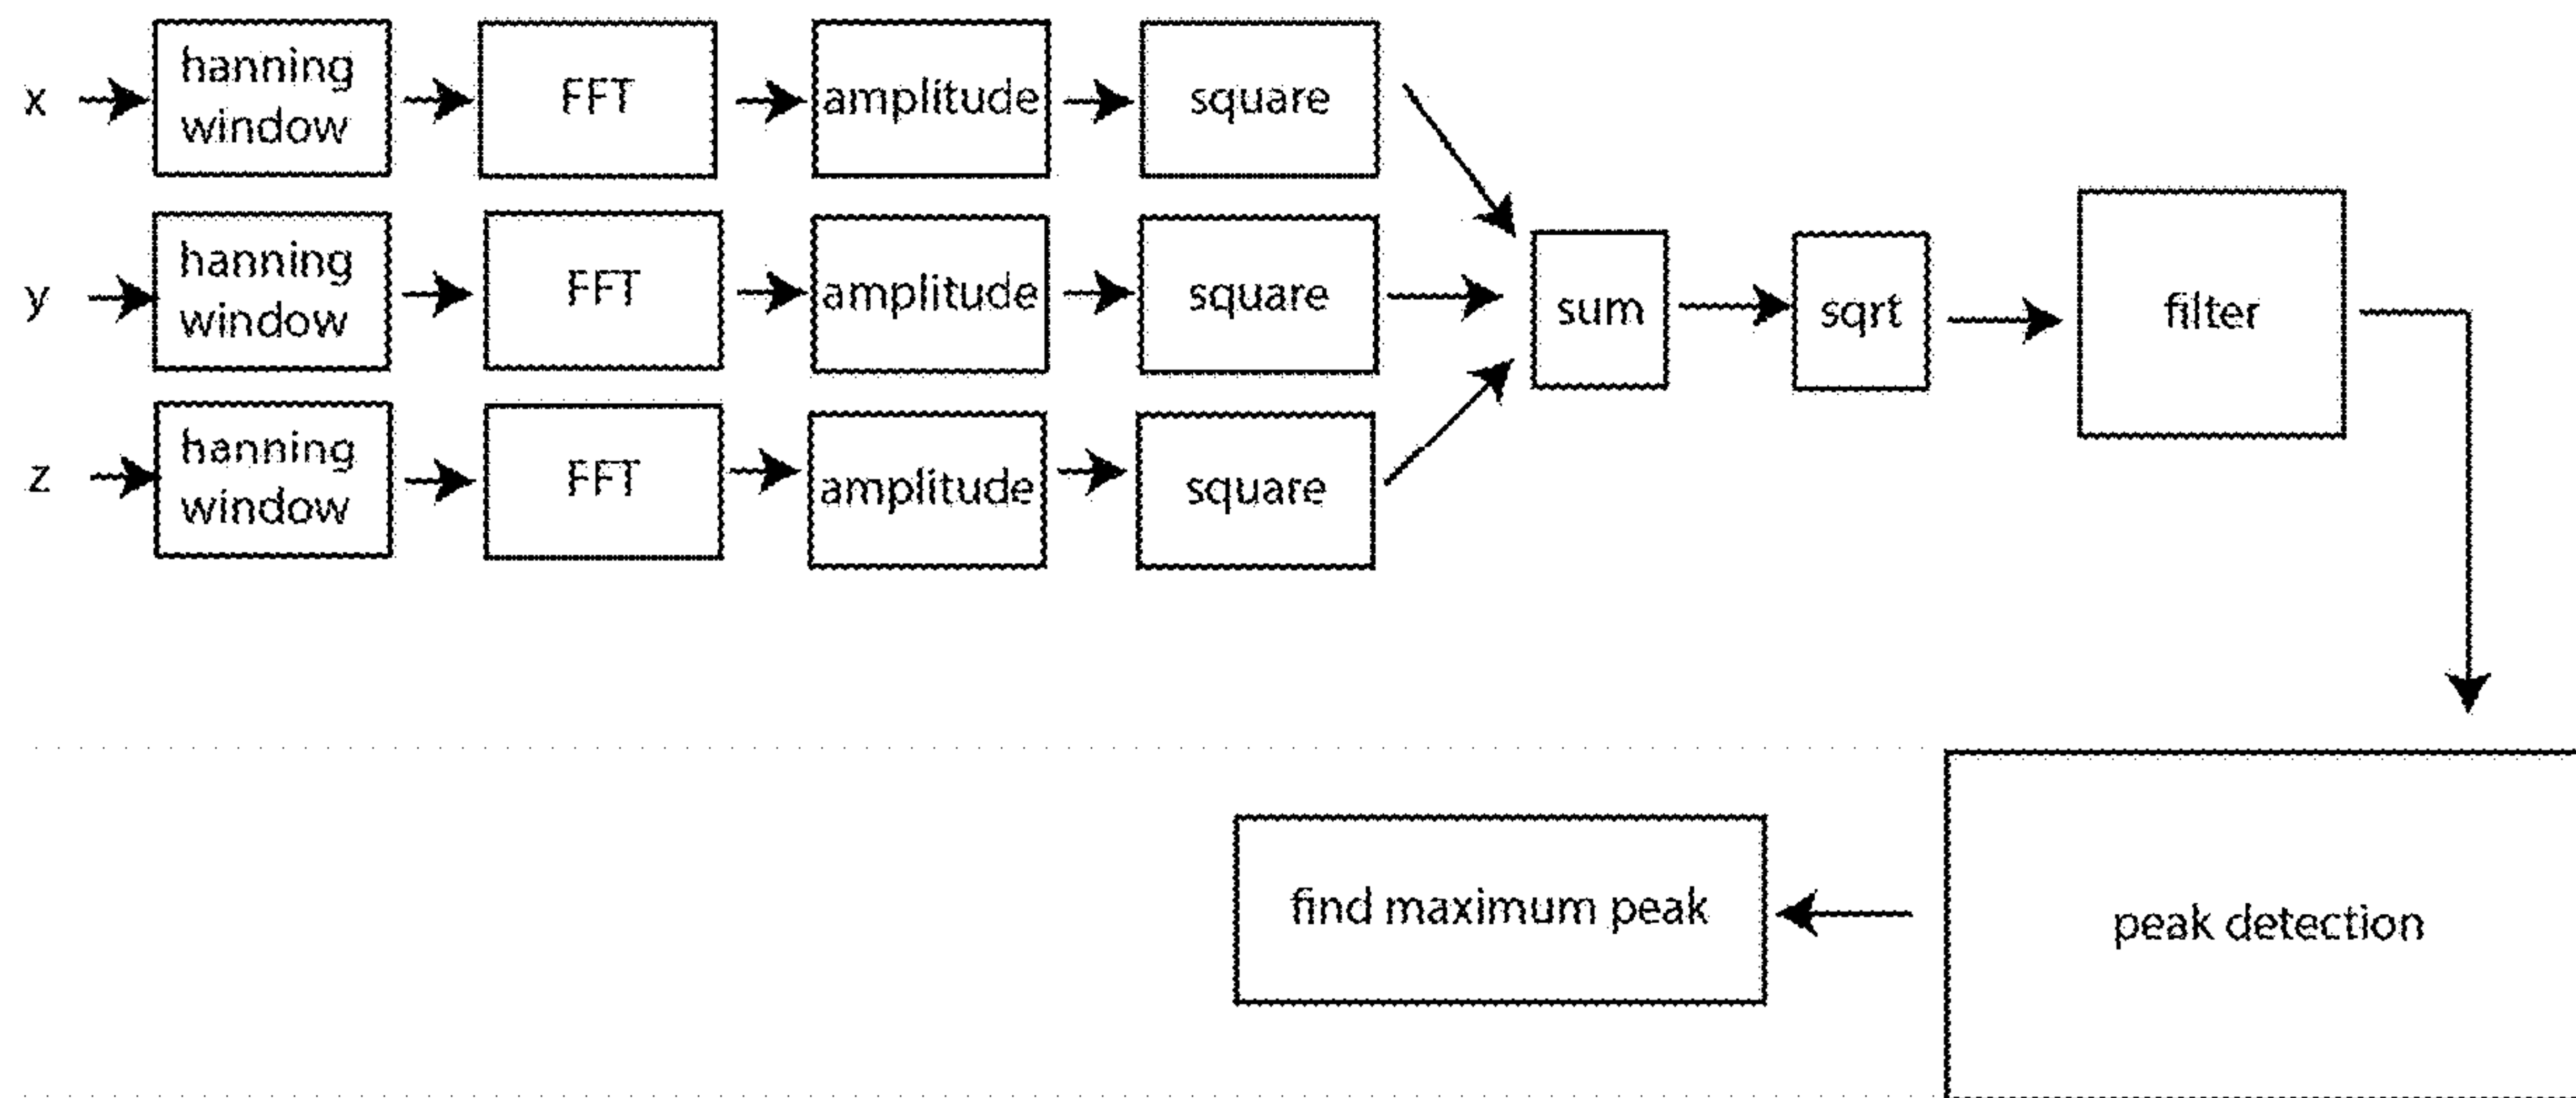 x
hanning
window
FFT
amplitude
square
y
hanning
window
FFT
amplitude
square
z
hanning
window
FFT
amplitude
square
sum
sqrt
filter
find maximum peak
peak detection